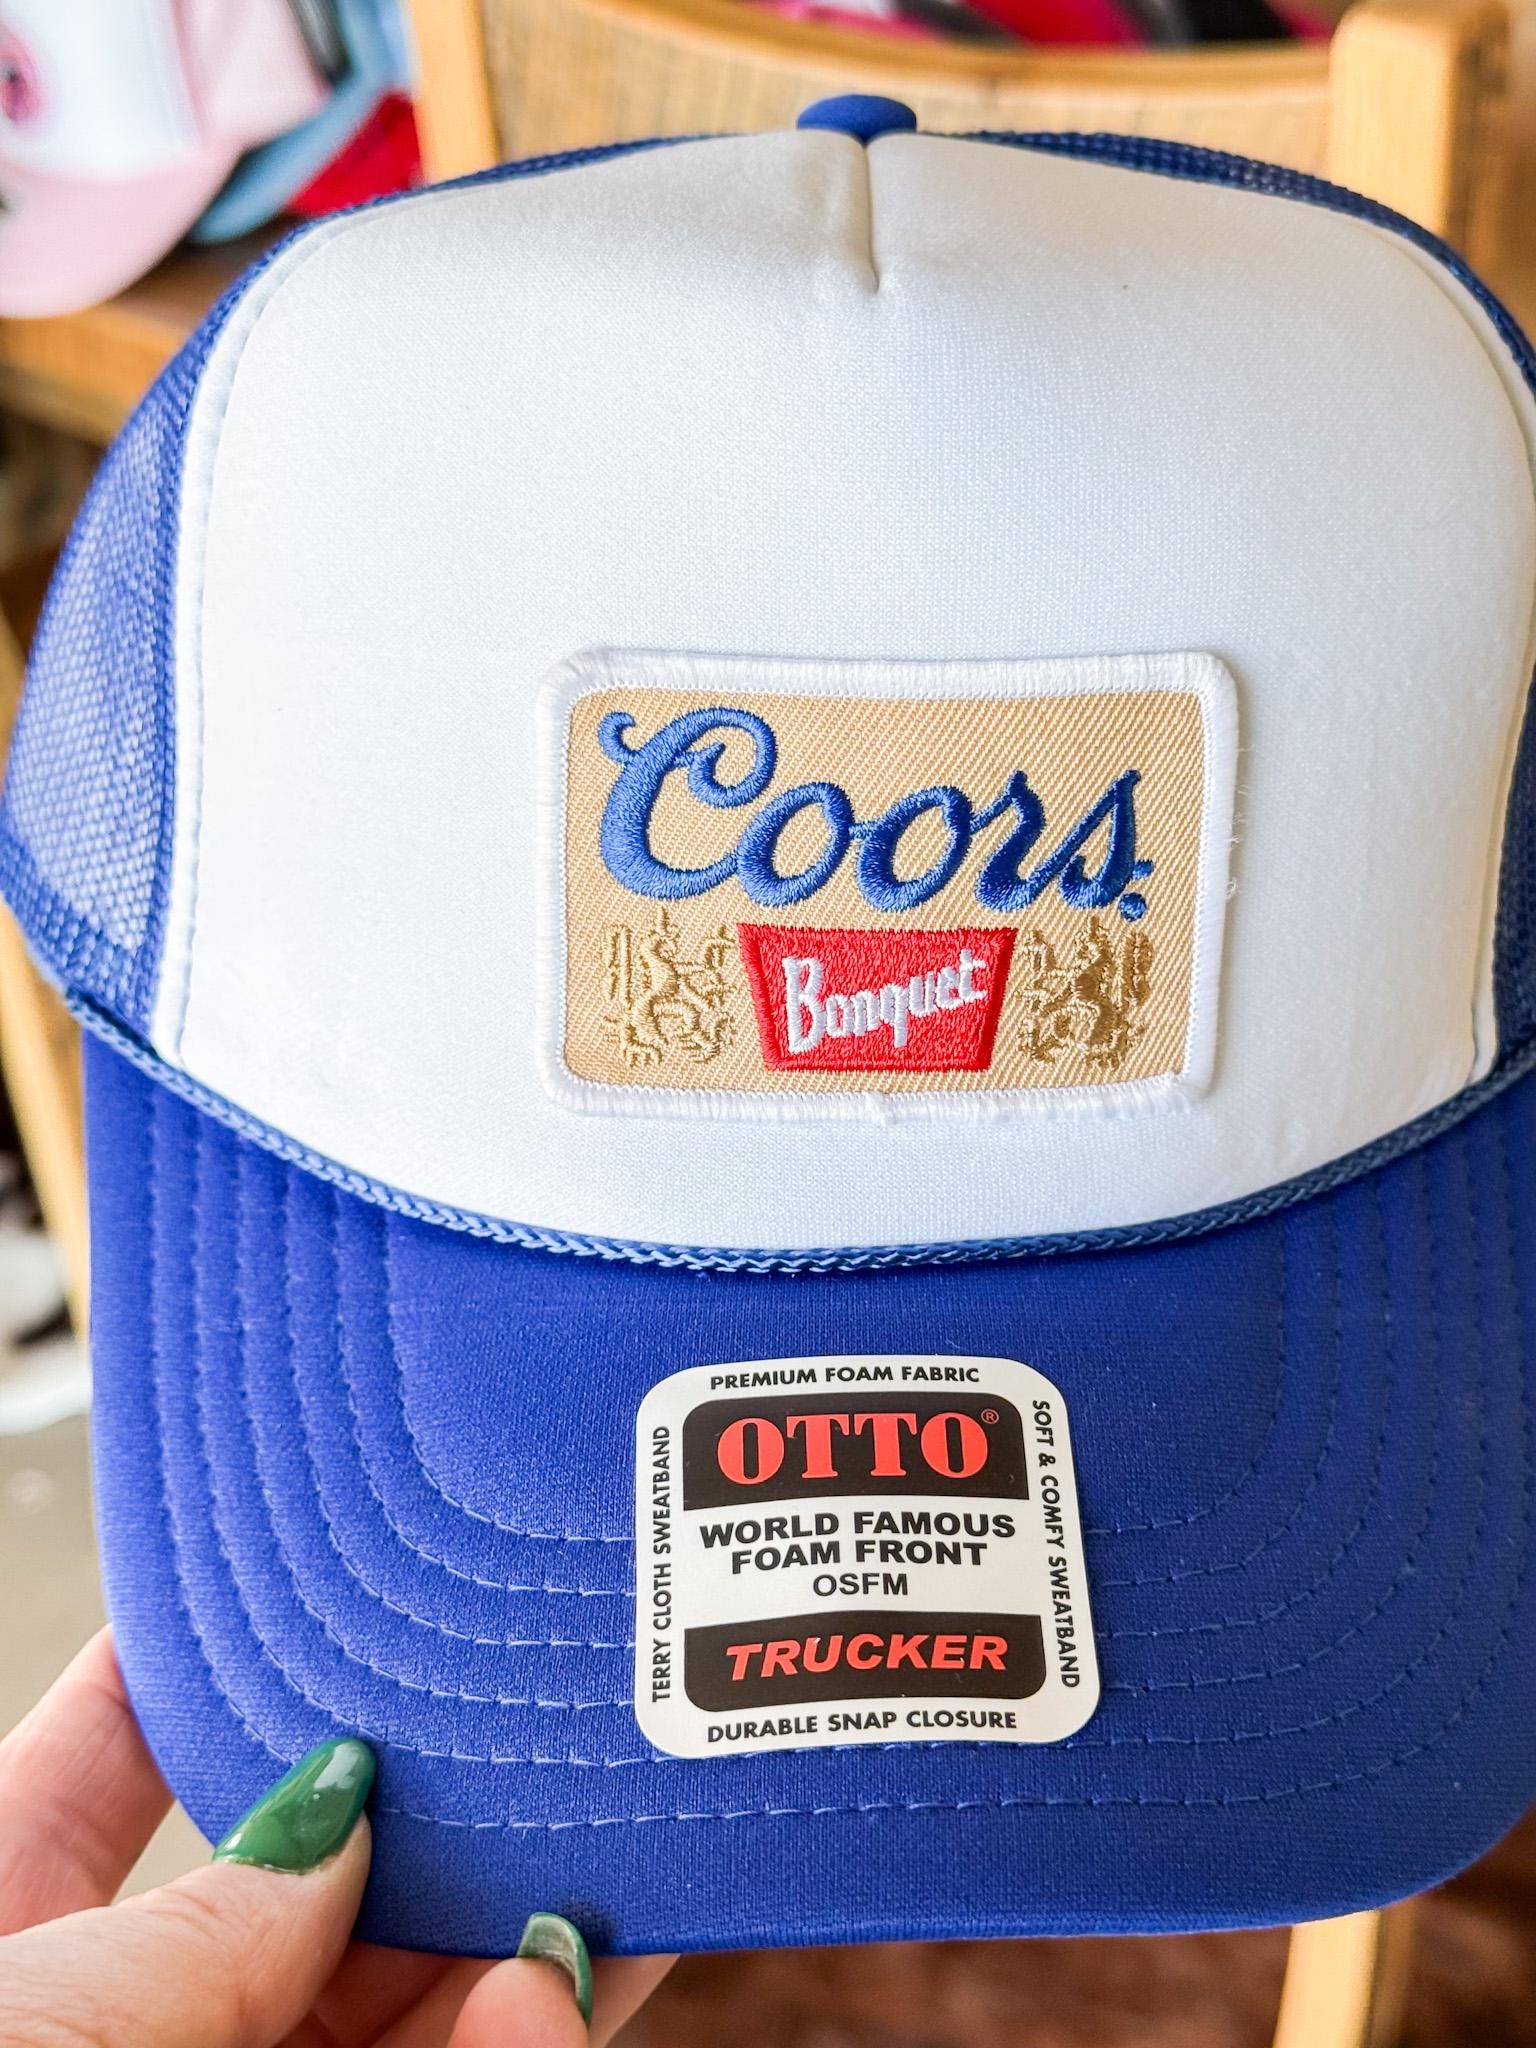 Coors.
Banquet
PREMIUM FOAM FABRIC
OTTO®
WORLD FAMOUS
FOAM FRONT
OSFM
TRUCKER
DURABLE SNAP CLOSURE
TERRY CLOTH SWEATBAND
SOFT & COMFY SWEATBAND